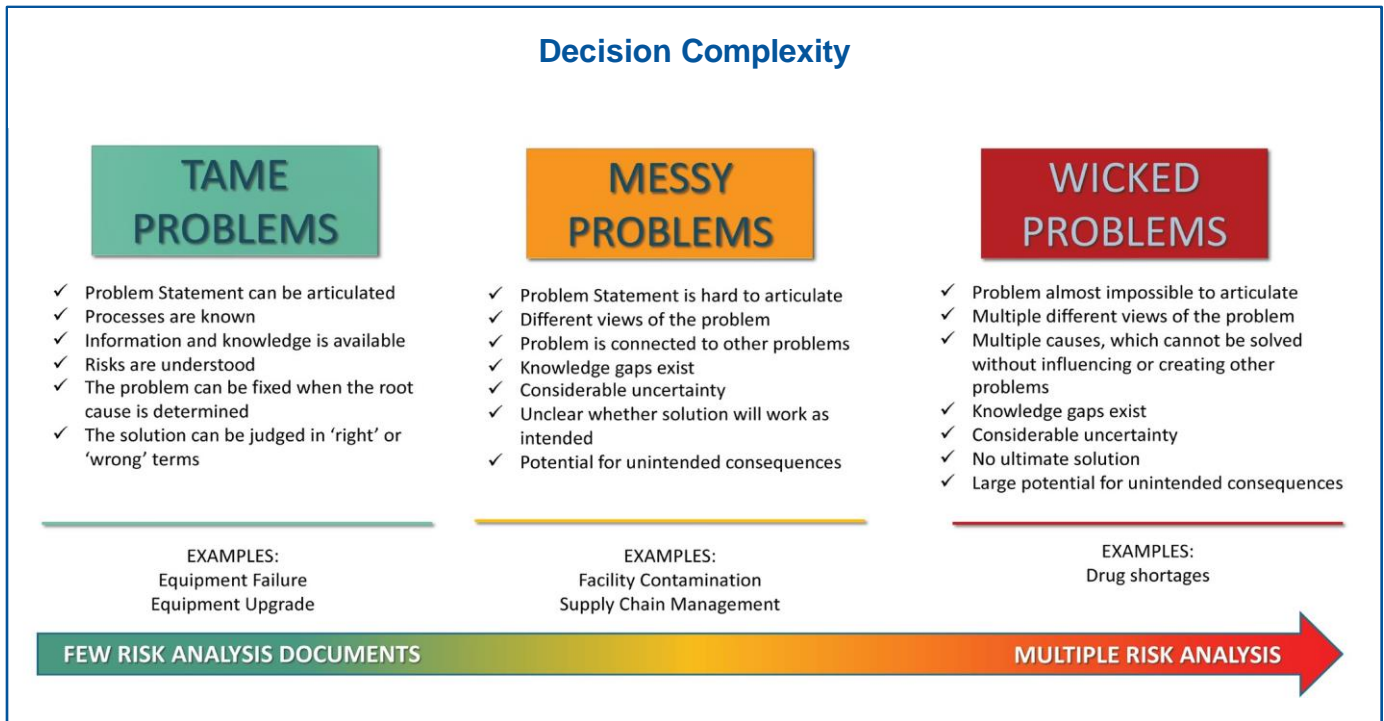 Decision Complexity
TAME
PROBLEMS
✓ Problem Statement can be articulated
✓ Processes are known
✓ Information and knowledge is available
✓ Risks are understood
✓ The problem can be fixed when the root
cause is determined
✓ The solution can be judged in ‘right’ or
‘wrong’ terms
EXAMPLES:
Equipment Failure
Equipment Upgrade
MESSY
PROBLEMS
✓ Problem Statement is hard to articulate
✓ Different views of the problem
✓ Problem is connected to other problems
✓ Knowledge gaps exist
✓ Considerable uncertainty
✓ Unclear whether solution will work as
intended
✓ Potential for unintended consequences
EXAMPLES:
Facility Contamination
Supply Chain Management
WICKED
PROBLEMS
✓ Problem almost impossible to articulate
✓ Multiple different views of the problem
✓ Multiple causes, which cannot be solved
without influencing or creating other
problems
✓ Knowledge gaps exist
✓ Considerable uncertainty
✓ No ultimate solution
✓ Large potential for unintended consequences
EXAMPLES:
Drug shortages
FEW RISK ANALYSIS DOCUMENTS
MULTIPLE RISK ANALYSIS